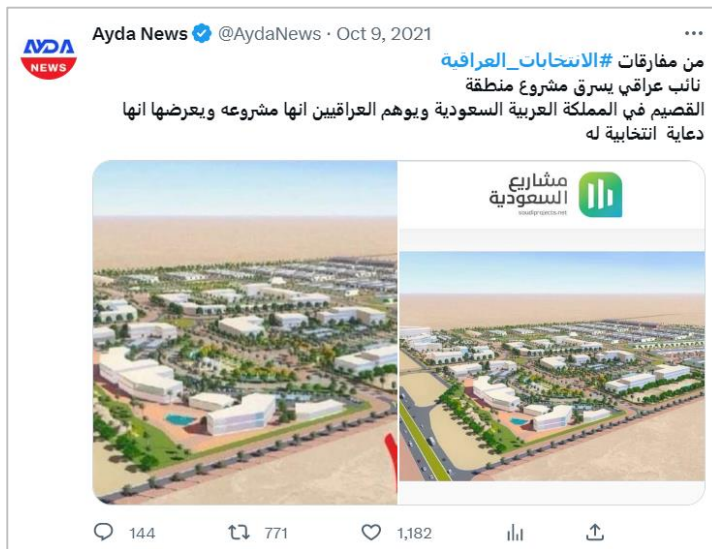 AYDA
NEWS
Ayda News @AydaNews · Oct 9, 2021
من مفارقات #الانتخابات_العراقية
نائب عراقي يسرق مشروع منطقة
القصيم في المملكة العربية السعودية ويوهم العراقيين انها مشروعه ويعرضها انها
دعاية انتخابية له
مشاريع
السعودية
saudiprojects.net
144
771
1,182